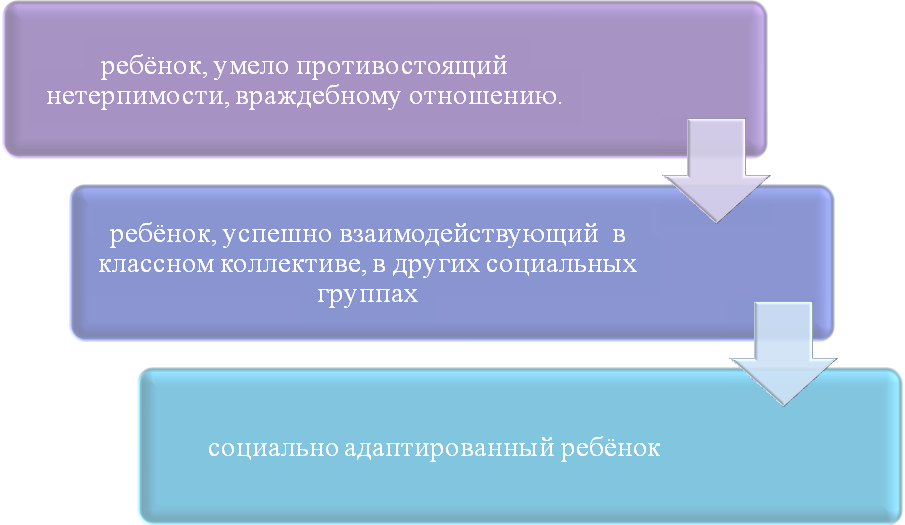 ребёнок, умело противостоящий
нетерпимости, враждебному отношению.
ребёнок, успешно взаимодействующий  в
классном коллективе, в других социальных
группах
социально адаптированный ребёнок